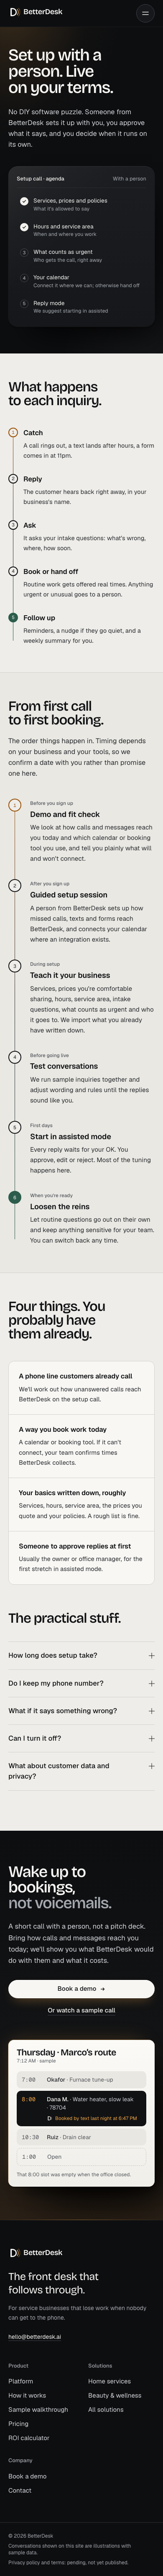 BetterDesk
Set up with a
person. Live
on your terms.
No DIY software puzzle. Someone from
BetterDesk sets it up with you, you approve
what it says, and you decide when it runs on
its own.
Setup call · agenda
With a person
Services, prices and policies
What it's allowed to say
Hours and service area
When and where you work
3
What counts as urgent
Who gets the call, right away
4
Your calendar
Connect it where we can; otherwise hand off
5
Reply mode
We suggest starting in assisted
What happens
to each inquiry.
1
Catch
A call rings out, a text lands after hours, a form
comes in at 11pm.
2
Reply
The customer hears back right away, in your
business's name.
3
Ask
It asks your intake questions: what's wrong,
where, how soon.
4
Book or hand off
Routine work gets offered real times. Anything
urgent or unusual goes to a person.
5
Follow up
Reminders, a nudge if they go quiet, and a
weekly summary for you.
From first call
to first booking.
The order things happen in. Timing depends
on your business and your tools, so we
confirm a date with you rather than promise
one here.
1
Before you sign up
Demo and fit check
We look at how calls and messages reach
you today and which calendar or booking
tool you use, and tell you plainly what will
and won't connect.
2
After you sign up
Guided setup session
A person from BetterDesk sets up how
missed calls, texts and forms reach
BetterDesk, and connects your calendar
where an integration exists.
3
During setup
Teach it your business
Services, prices you're comfortable
sharing, hours, service area, intake
questions, what counts as urgent and who
it goes to. We import what you already
have written down.
4
Before going live
Test conversations
We run sample inquiries together and
adjust wording and rules until the replies
sound like you.
5
First days
Start in assisted mode
Every reply waits for your OK. You
approve, edit or reject. Most of the tuning
happens here.
6
When you're ready
Loosen the reins
Let routine questions go out on their own
and keep anything sensitive for your team.
You can switch back any time.
Four things. You
probably have
them already.
A phone line customers already call
We'll work out how unanswered calls reach
BetterDesk on the setup call.
A way you book work today
A calendar or booking tool. If it can't
connect, your team confirms times
BetterDesk collects.
Your basics written down, roughly
Services, hours, service area, the prices you
quote and your policies. A rough list is fine.
Someone to approve replies at first
Usually the owner or office manager, for the
first stretch in assisted mode.
The practical stuff.
How long does setup take?
Do I keep my phone number?
What if it says something wrong?
Can I turn it off?
What about customer data and
privacy?
Wake up to
bookings,
not voicemails.
A short call with a person, not a pitch deck.
Bring how calls and messages reach you
today; we'll show you what BetterDesk would
do with them and what it costs.
Book a demo →
Or watch a sample call
Thursday · Marco's route
7:12 AM · sample
7:00 Okafor · Furnace tune-up
8:00 Dana M. · Water heater, slow leak
· 78704
Booked by text last night at 6:47 PM
10:30 Ruiz · Drain clear
1:00 Open
That 8:00 slot was empty when the office closed.
BetterDesk
The front desk that
follows through.
For service businesses that lose work when nobody
can get to the phone.
hello@betterdesk.ai
Product
Platform
How it works
Sample walkthrough
Pricing
ROI calculator
Solutions
Home services
Beauty & wellness
All solutions
Company
Book a demo
Contact
© 2026 BetterDesk
Conversations shown on this site are illustrations with
sample data.
Privacy policy and terms: pending, not yet published.